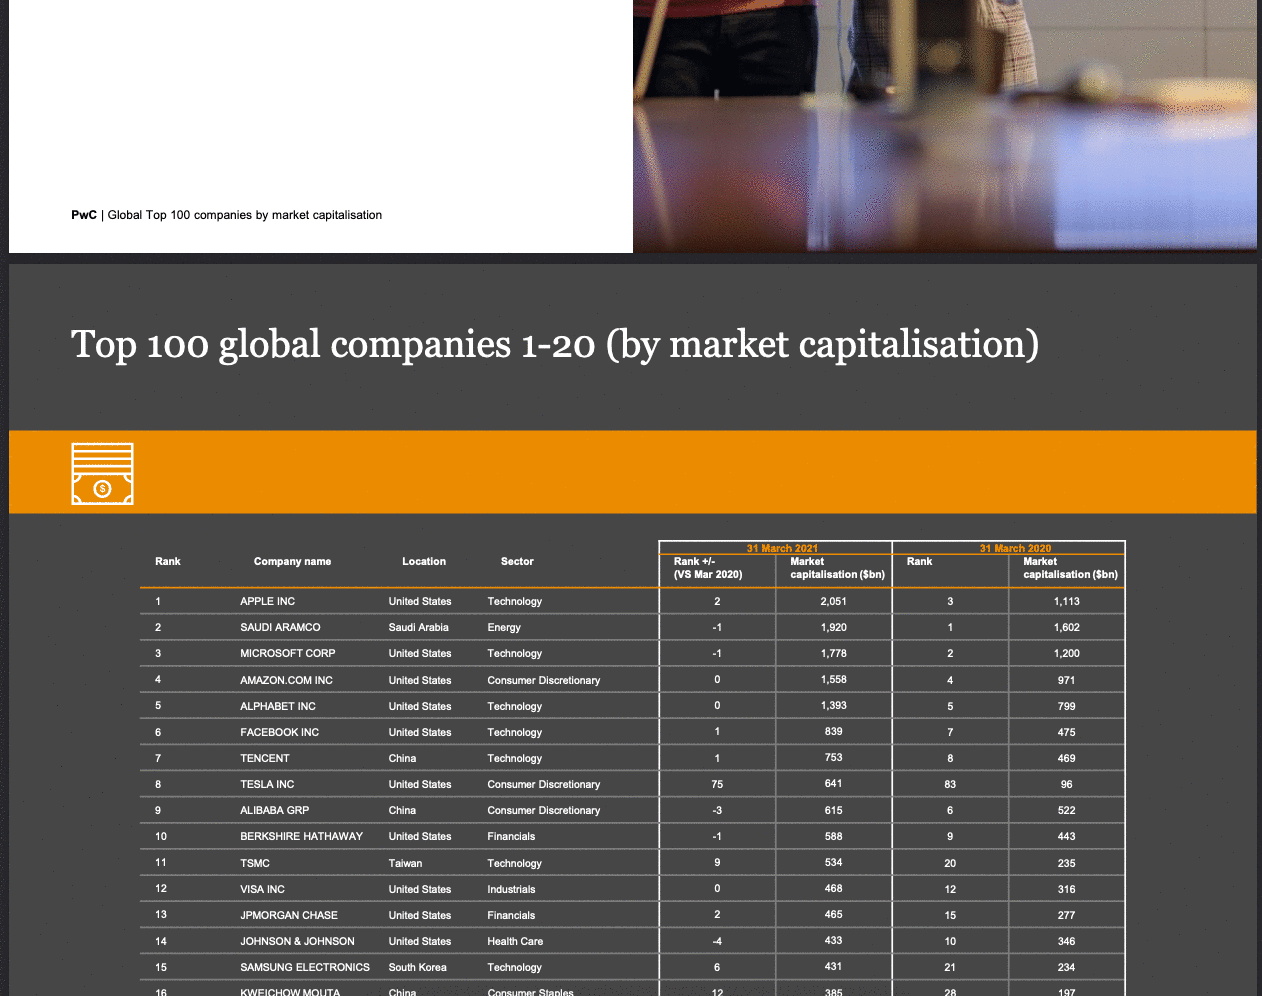 PwC | Global Top 100 companies by market capitalisation
Top 100 global companies 1-20 (by market capitalisation)
$
31 March 2021 31 March 2020
Rank Company name Location Sector Rank +/- (VS Mar 2020) Market capitalisation ($bn) Rank Market capitalisation ($bn)
1 APPLE INC United States Technology 2 2,051 3 1,113
2 SAUDI ARAMCO Saudi Arabia Energy -1 1,920 1 1,602
3 MICROSOFT CORP United States Technology -1 1,778 2 1,200
4 AMAZON.COM INC United States Consumer Discretionary 0 1,558 4 971
5 ALPHABET INC United States Technology 0 1,393 5 799
6 FACEBOOK INC United States Technology 1 839 7 475
7 TENCENT China Technology 1 753 8 469
8 TESLA INC United States Consumer Discretionary 75 641 83 96
9 ALIBABA GRP China Consumer Discretionary -3 615 6 522
10 BERKSHIRE HATHAWAY United States Financials -1 588 9 443
11 TSMC Taiwan Technology 9 534 20 235
12 VISA INC United States Industrials 0 468 12 316
13 JPMORGAN CHASE United States Financials 2 465 15 277
14 JOHNSON & JOHNSON United States Health Care -4 433 10 346
15 SAMSUNG ELECTRONICS South Korea Technology 6 431 21 234
16 KWEICHOW MOUTA China Consumer Staples 12 385 28 197